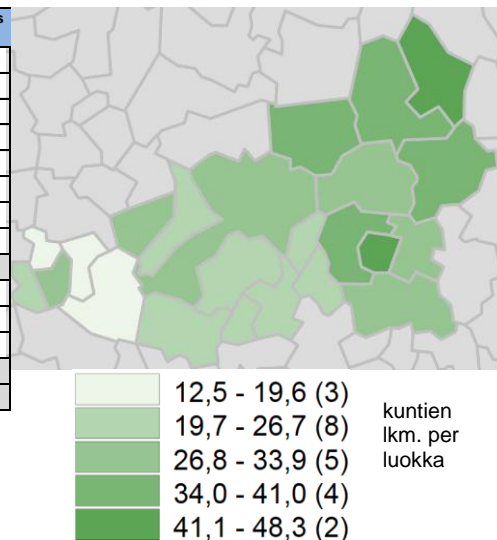 s
12,5 - 19,6 (3)
19,7 - 26,7 (8)
26,8 - 33,9 (5)
34,0 - 41,0 (4)
41,1 - 48,3 (2)
kuntien
lkm. per
luokka